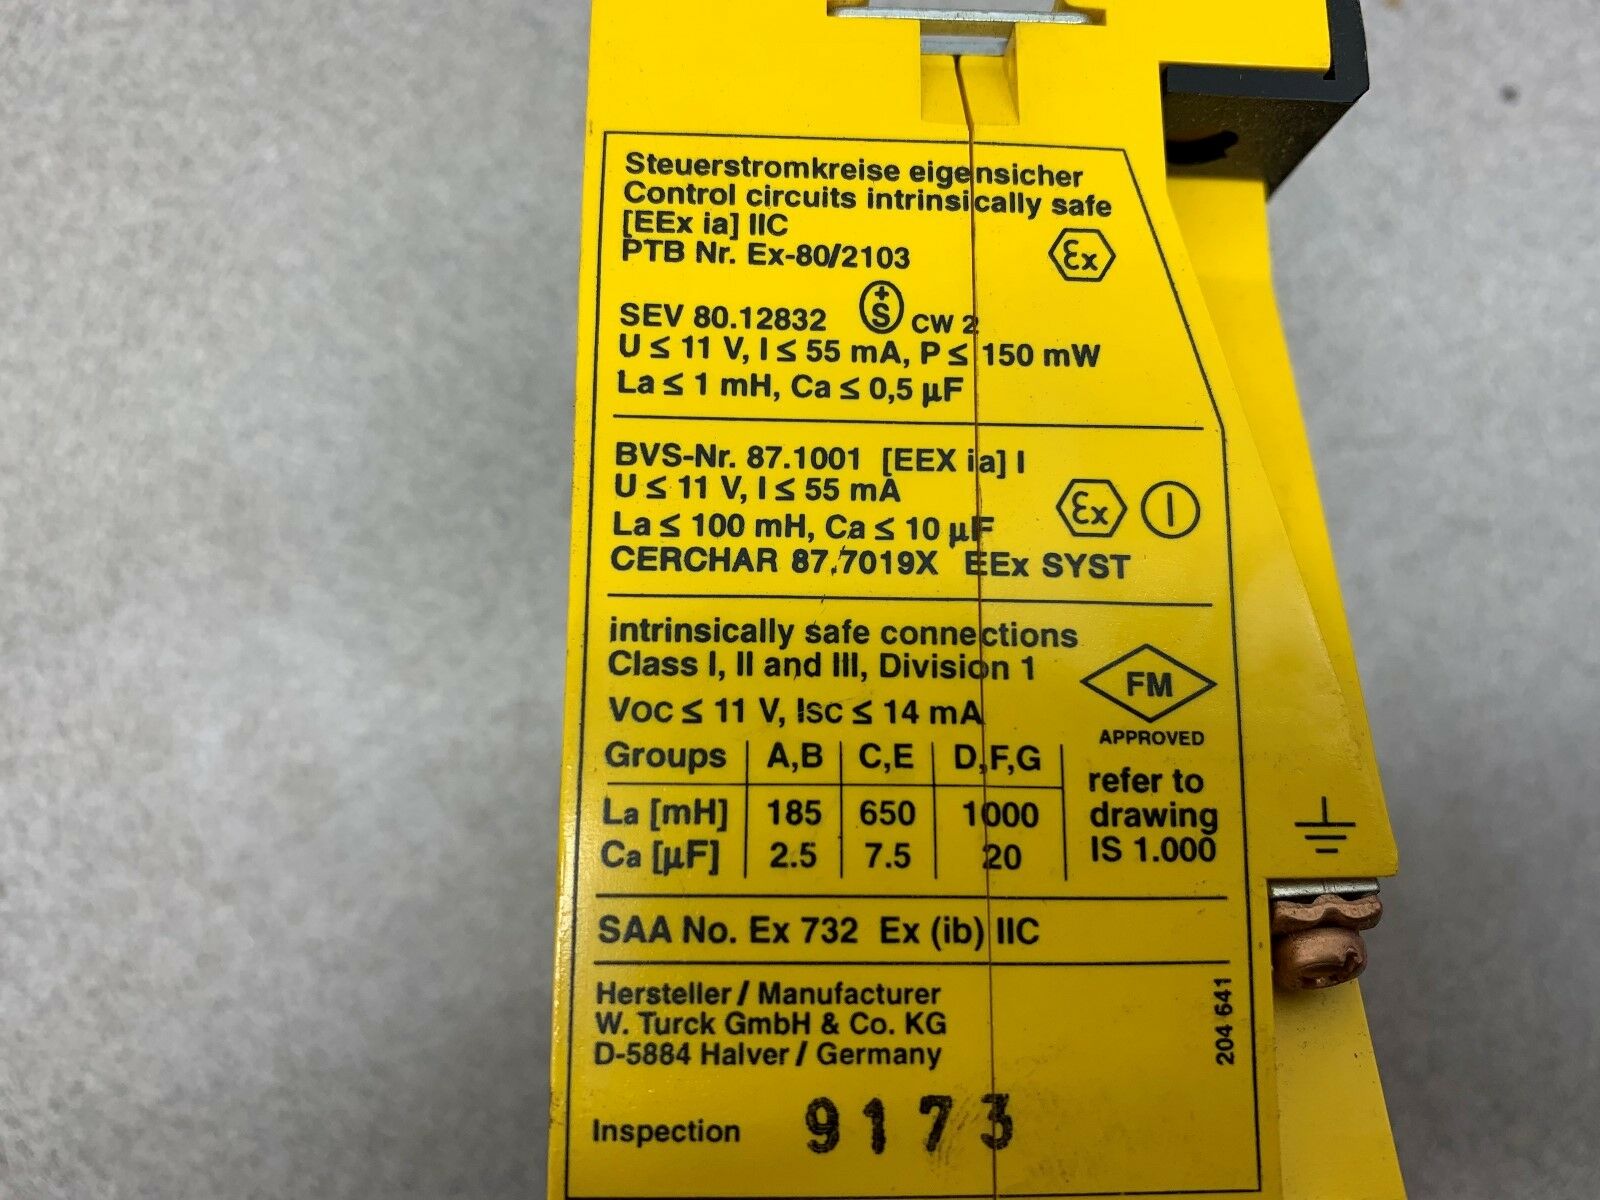 Steuerstromkreise eigensicher
Control circuits intrinsically safe
[EEx ia] IIC
PTB Nr. Ex-80/2103
Ex
SEV 80.12832 +S CW 2
U ≤ 11 V, I ≤ 55 mA, P ≤ 150 mW
La ≤ 1 mH, Ca ≤ 0,5 µF
BVS-Nr. 87.1001 [EEX ia] I
U ≤ 11 V, I ≤ 55 mA
Ex I
La ≤ 100 mH, Ca ≤ 10 µF
CERCHAR 87.7019X EEx SYST
intrinsically safe connections
Class I, II and III, Division 1
FM
APPROVED
Voc ≤ 11 V, Isc ≤ 14 mA
Groups A,B C,E D,F,G
La [mH] 185 650 1000
Ca [µF] 2.5 7.5 20
refer to
drawing
IS 1.000
SAA No. Ex 732 Ex (ib) IIC
Hersteller / Manufacturer
W. Turck GmbH & Co. KG
D-5884 Halver / Germany
204 641
Inspection 9173